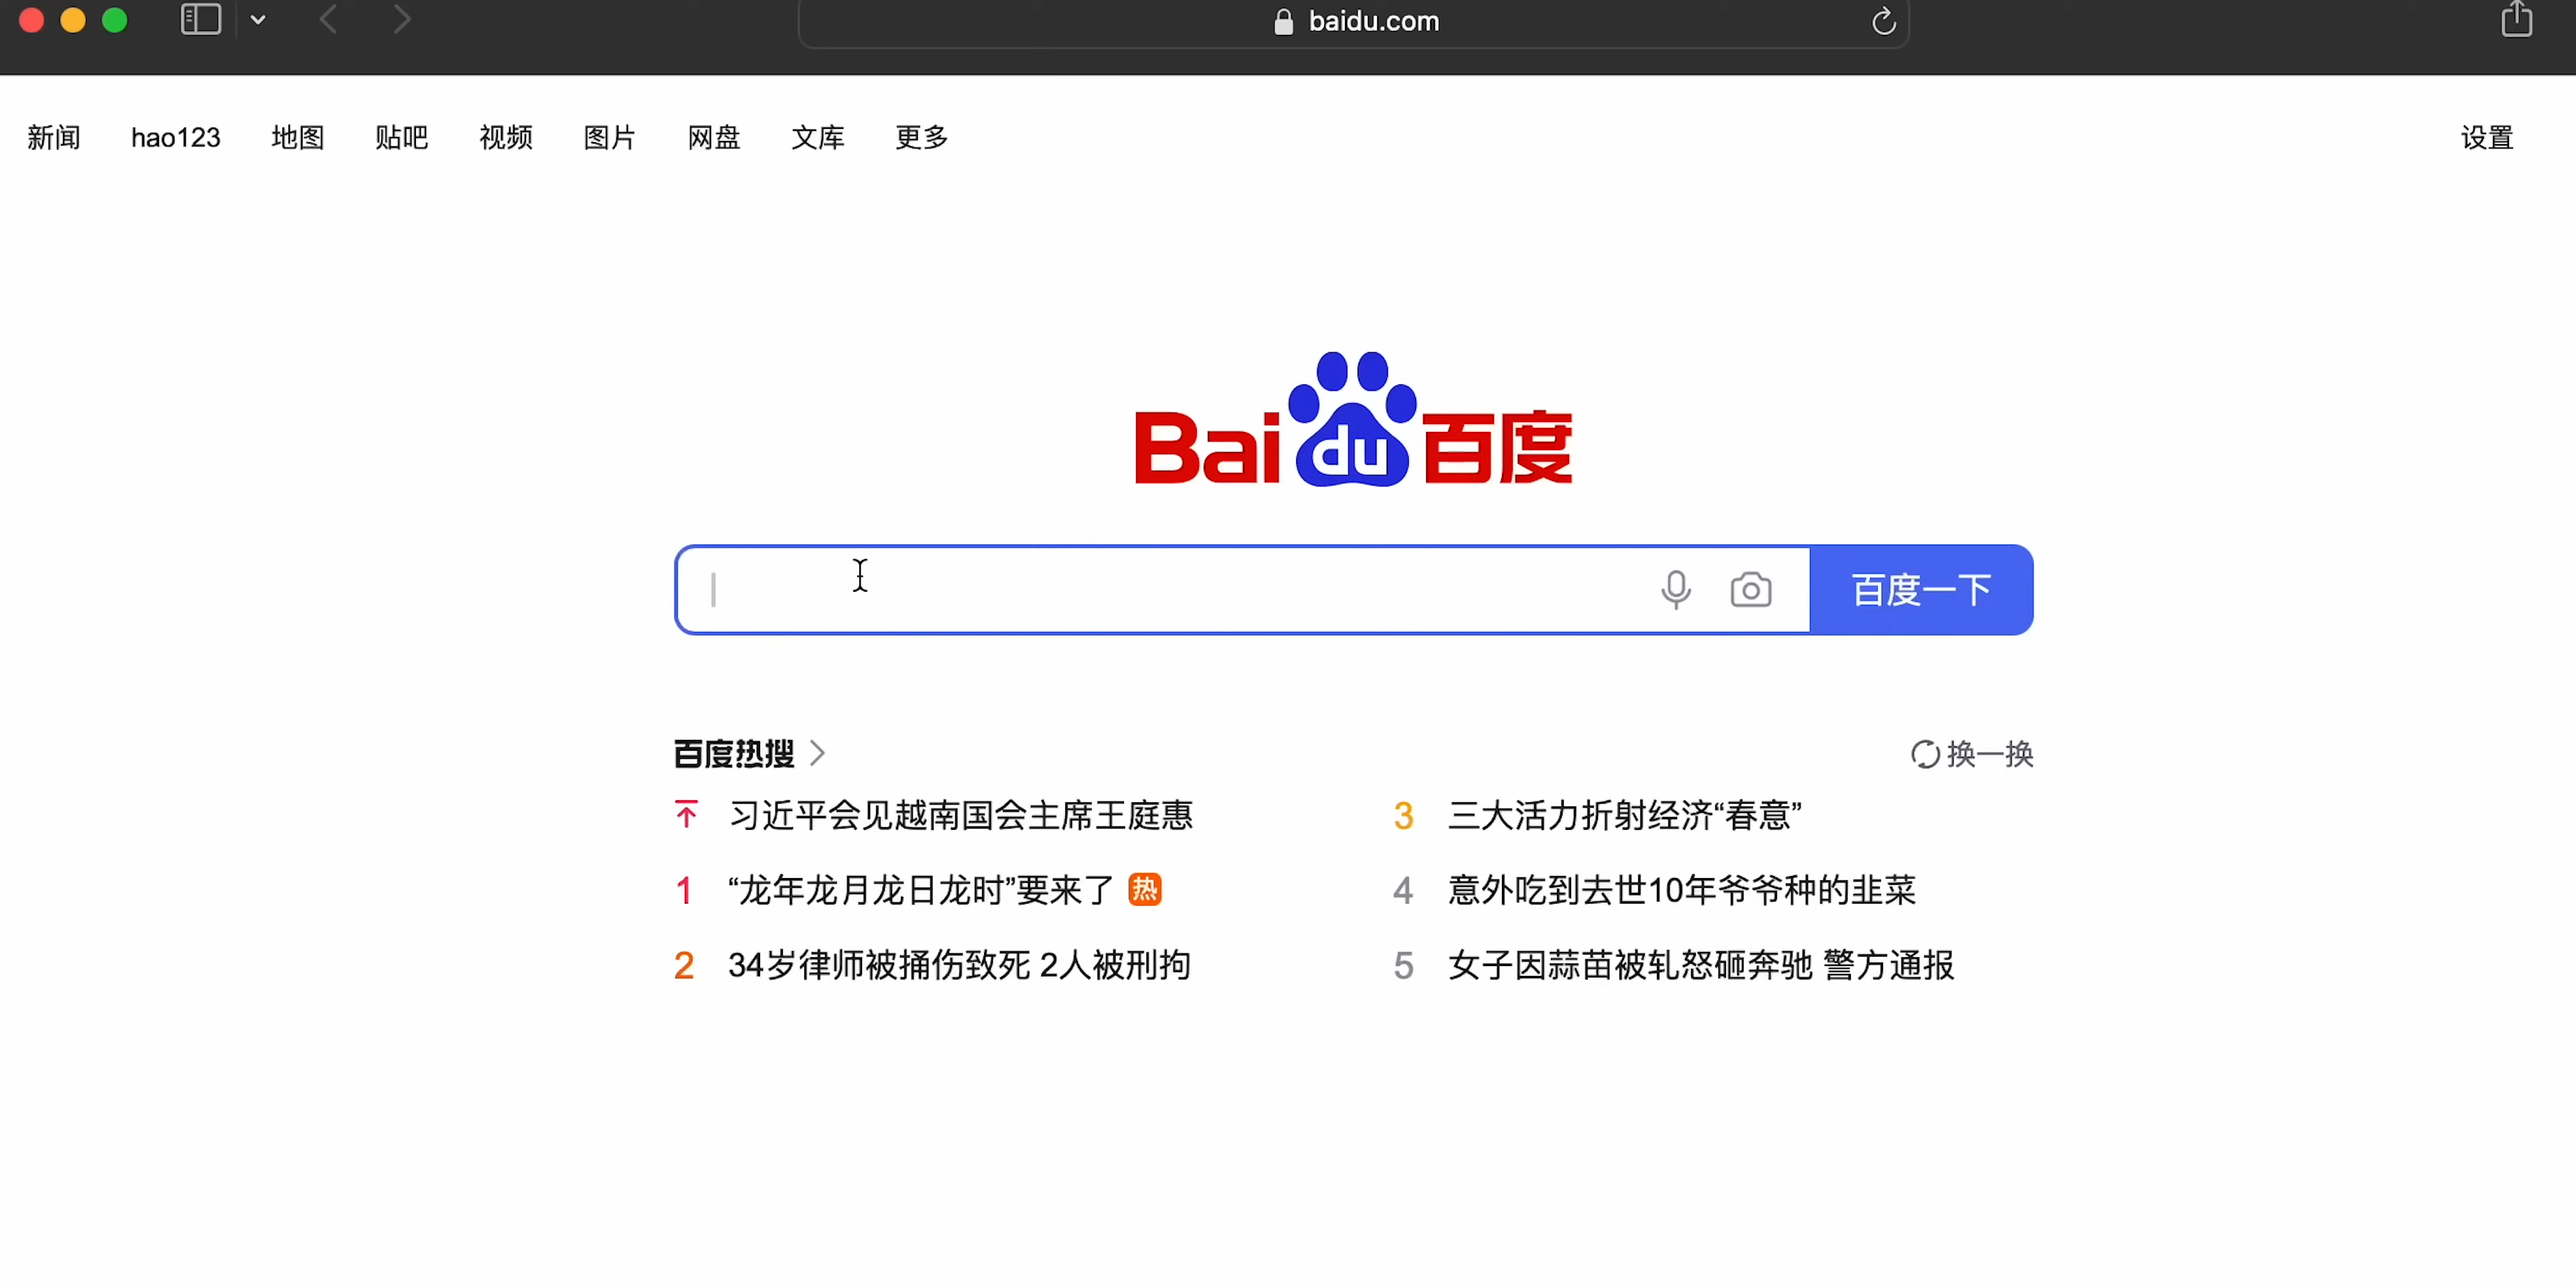 baidu.com
新闻 hao123 地图 贴吧 视频 图片 网盘 文库 更多 设置
Bai du 百度
百度一下
百度热搜 换一换
习近平会见越南国会主席王庭惠
1 “龙年龙月龙日龙时”要来了 热
2 34岁律师被捅伤致死 2人被刑拘
3 三大活力折射经济“春意”
4 意外吃到去世10年爷爷种的韭菜
5 女子因蒜苗被轧怒砸奔驰 警方通报